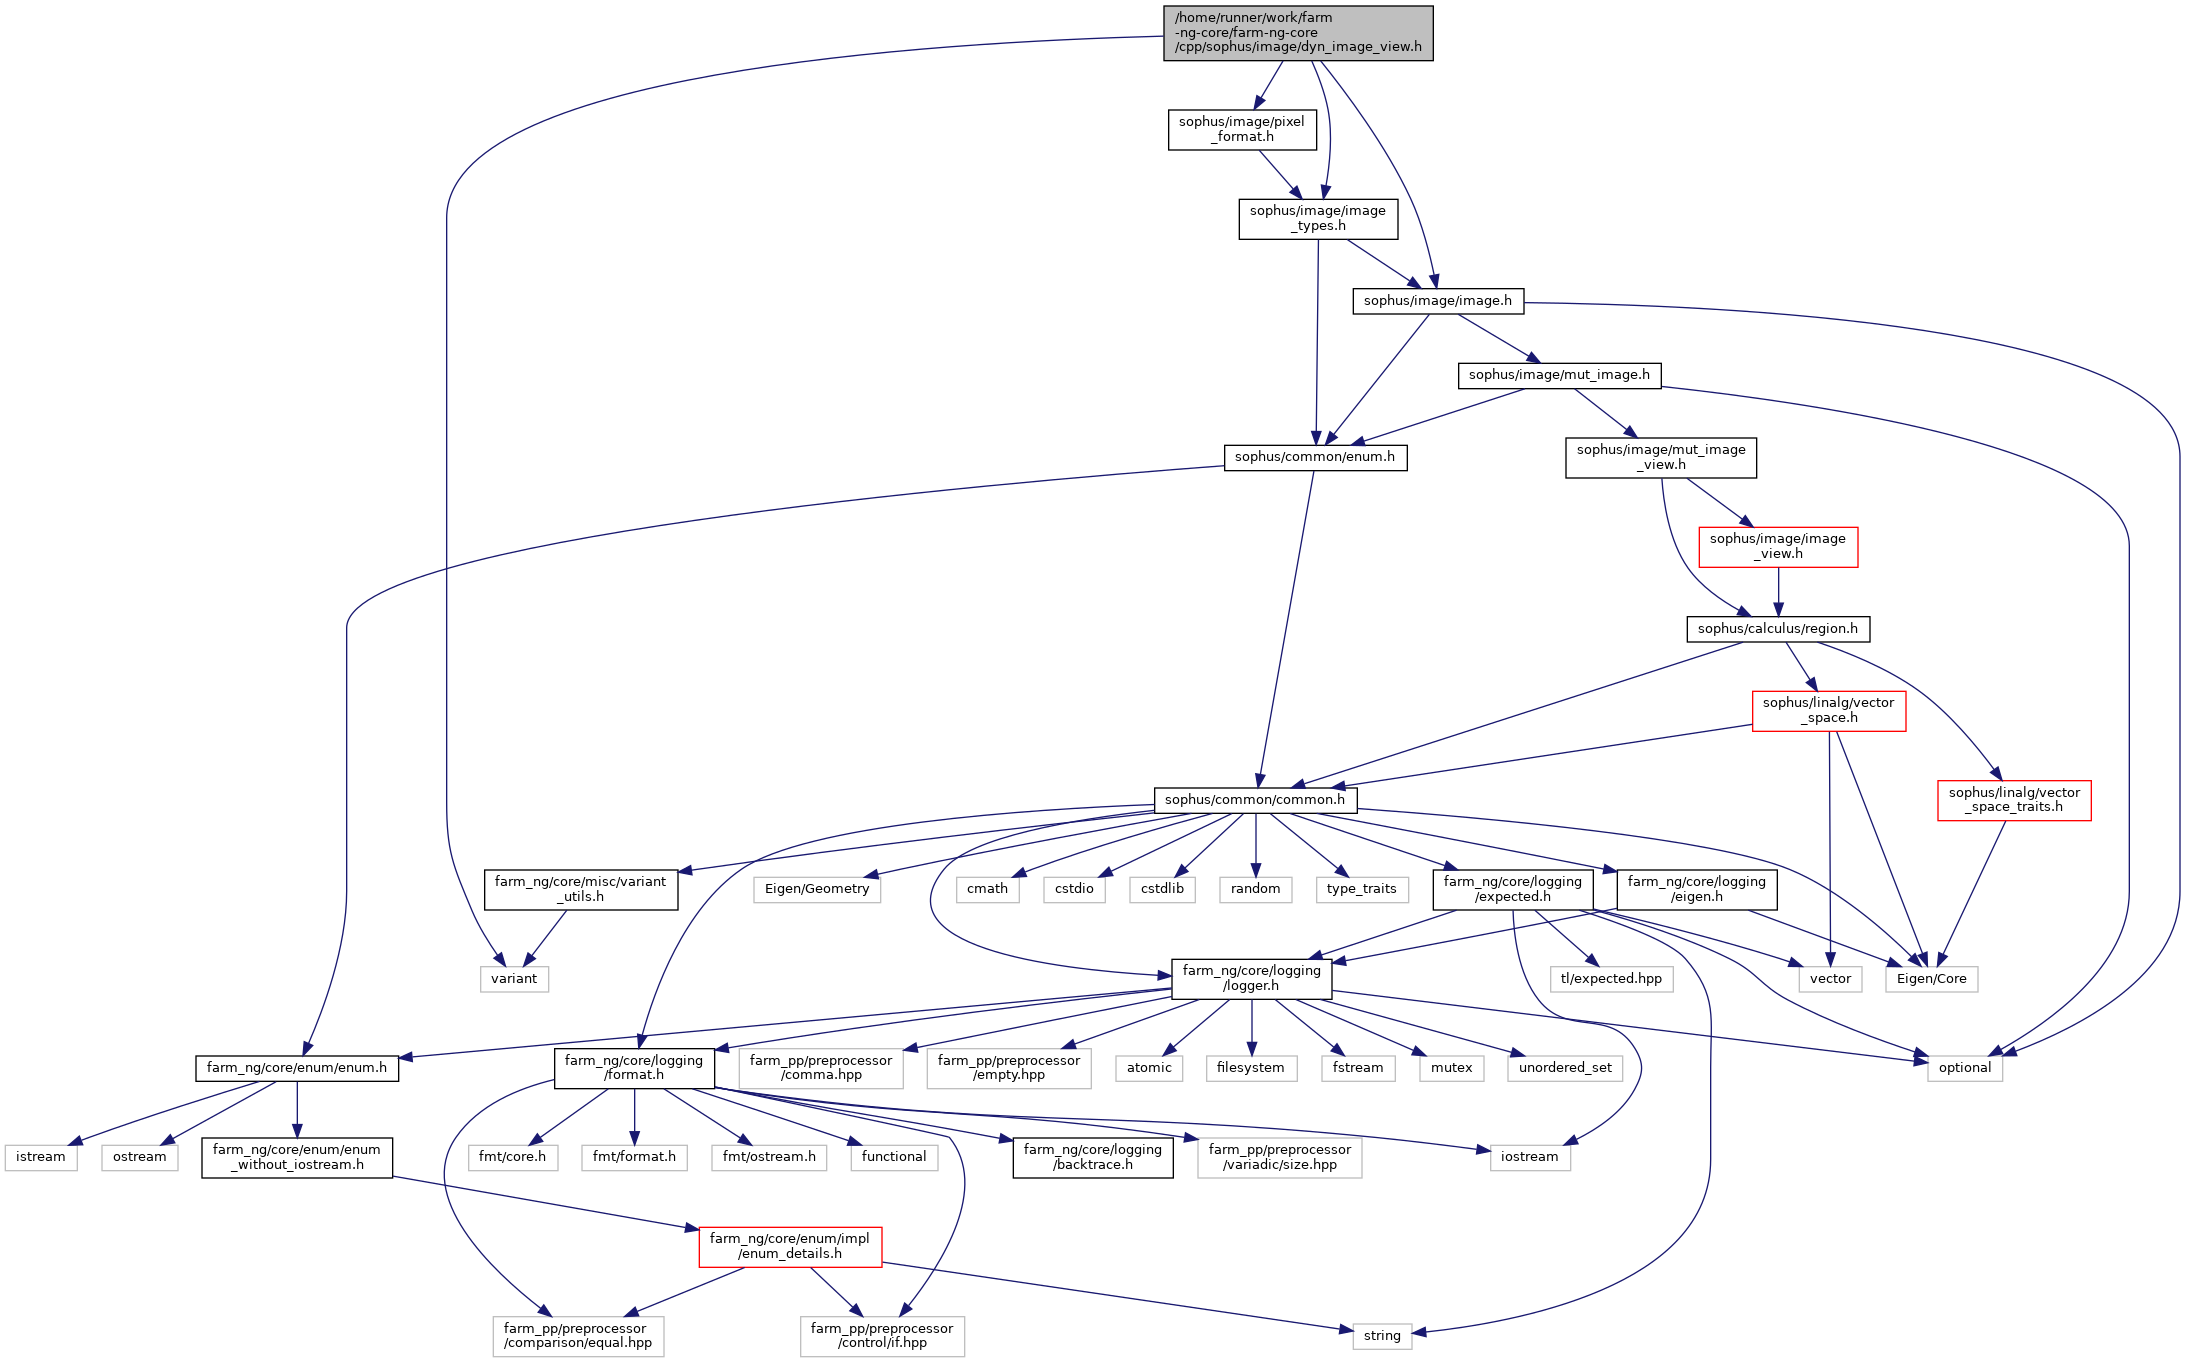 /home/runner/work/farm
-ng-core/farm-ng-core
/cpp/sophus/image/dyn_image_view.h
sophus/image/pixel
_format.h
sophus/image/image
_types.h
sophus/image/image.h
sophus/image/mut_image.h
sophus/common/enum.h
sophus/image/mut_image
_view.h
sophus/image/image
_view.h
sophus/calculus/region.h
sophus/linalg/vector
_space.h
sophus/linalg/vector
_space_traits.h
sophus/common/common.h
farm_ng/core/misc/variant
_utils.h
Eigen/Geometry
cmath
cstdio
cstdlib
random
type_traits
farm_ng/core/logging
/expected.h
farm_ng/core/logging
/eigen.h
variant
farm_ng/core/logging
/logger.h
tl/expected.hpp
vector
Eigen/Core
farm_ng/core/enum/enum.h
farm_ng/core/logging
/format.h
farm_pp/preprocessor
/comma.hpp
farm_pp/preprocessor
/empty.hpp
atomic
filesystem
fstream
mutex
unordered_set
optional
istream
ostream
farm_ng/core/enum/enum
_without_iostream.h
fmt/core.h
fmt/format.h
fmt/ostream.h
functional
farm_ng/core/logging
/backtrace.h
farm_pp/preprocessor
/variadic/size.hpp
iostream
farm_ng/core/enum/impl
/enum_details.h
farm_pp/preprocessor
/comparison/equal.hpp
farm_pp/preprocessor
/control/if.hpp
string